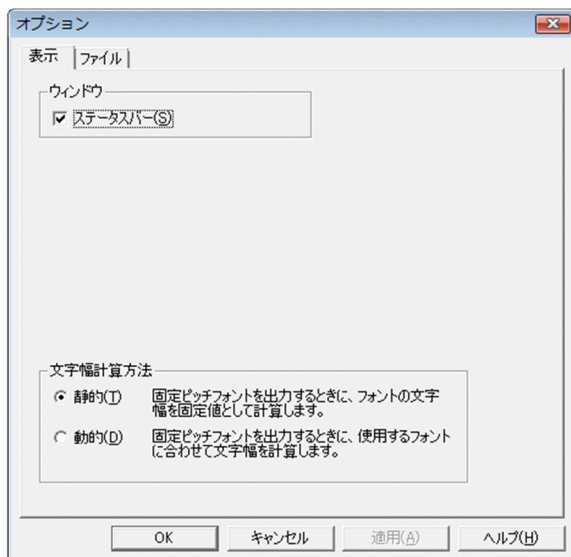 オプション
表示 ファイル
ウィンドウ
ステータスバー(S)
文字幅計算方法
静的(T) 固定ピッチフォントを出力するときに、フォントの文字
幅を固定値として計算します。
動的(D) 固定ピッチフォントを出力するときに、使用するフォント
に合わせて文字幅を計算します。
OK キャンセル 適用(A) ヘルプ(H)